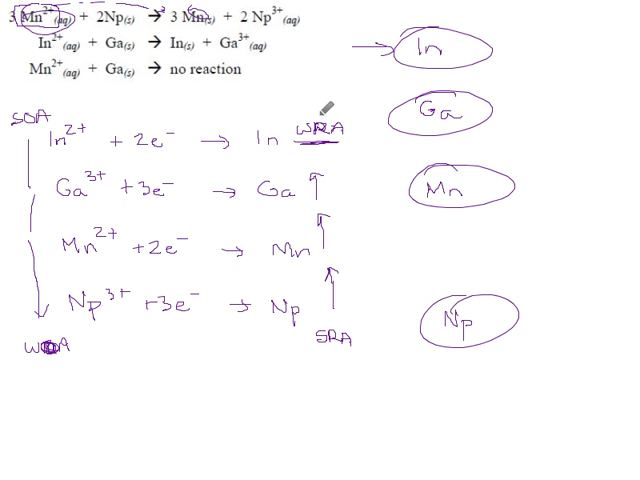 3 Mn²⁺(aq) + 2Np(s) → 3 Mn(s) + 2 Np³⁺(aq)
In²⁺(aq) + Ga(s) → In(s) + Ga³⁺(aq)
Mn²⁺(aq) + Ga(s) → no reaction
In
Ga
Mn
Np
SOA
In²⁺ + 2e⁻ → In WRA
Ga³⁺ + 3e⁻ → Ga
Mn²⁺ + 2e⁻ → Mn
Np³⁺ + 3e⁻ → Np
WOA
SRA